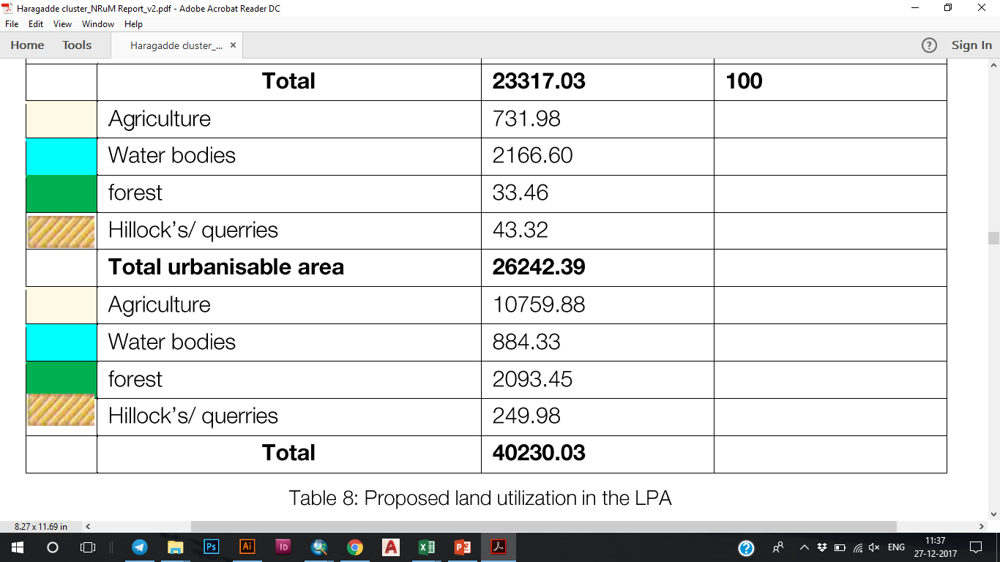 Haragadde cluster_NRuM Report_v2.pdf - Adobe Acrobat Reader DC
File Edit View Window Help
Home Tools Haragadde cluster_... × ? Sign In
Total 23317.03 100
Agriculture 731.98
Water bodies 2166.60
forest 33.46
Hillock's/ querries 43.32
Total urbanisable area 26242.39
Agriculture 10759.88
Water bodies 884.33
forest 2093.45
Hillock's/ querries 249.98
Total 40230.03
Table 8: Proposed land utilization in the LPA
8.27 x 11.69 in
Ps Ai Id A ? ENG 11:37
27-12-2017